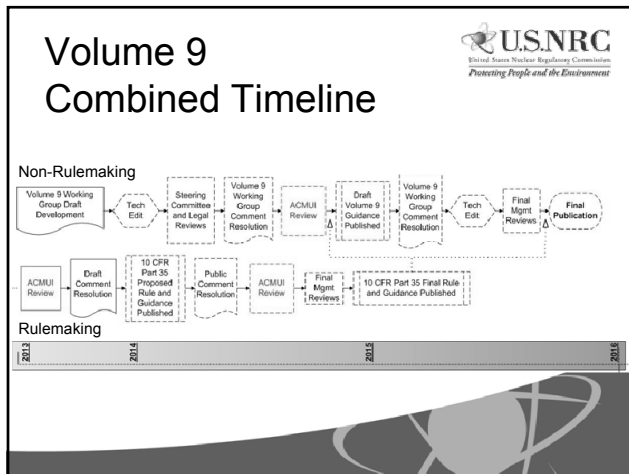 Volume 9
Combined Timeline
U.S.NRC
United States Nuclear Regulatory Commission
Protecting People and the Environment
Non-Rulemaking
Volume 9 Working
Group Draft
Development
Tech
Edit
Steering
Committee
and Legal
Reviews
Volume 9
Working
Group
Comment
Resolution
ACMUI
Review
Draft
Volume 9
Guidance
Published
Volume 9
Working
Group
Comment
Resolution
Tech
Edit
Final
Mgmt
Reviews
Final
Publication
ACMUI
Review
Draft
Comment
Resolution
10 CFR
Part 35
Proposed
Rule and
Guidance
Published
Public
Comment
Resolution
ACMUI
Review
Final
Mgmt
Reviews
10 CFR Part 35 Final Rule
and Guidance Published
Rulemaking
2013
2014
2015
2016